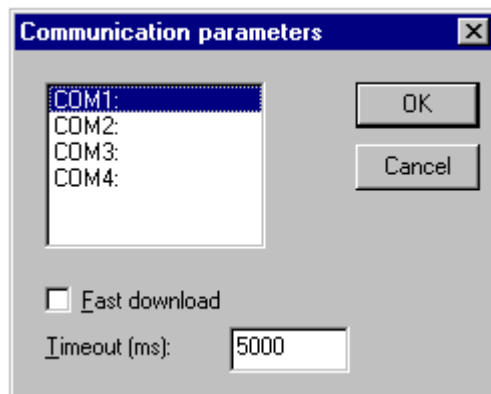 Communication parameters
COM1:
COM2:
COM3:
COM4:
OK
Cancel
Fast download
Timeout (ms): 5000